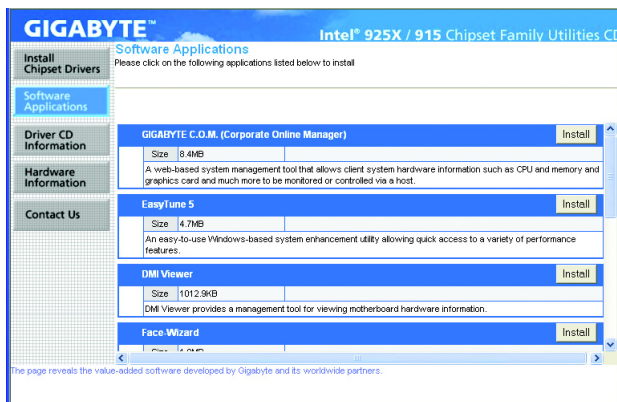 GIGABYTE™
Intel® 925X / 915 Chipset Family Utilities CD
Install
Chipset Drivers
Software
Applications
Driver CD
Information
Hardware
Information
Contact Us
Software Applications
Please click on the following applications listed below to install
GIGABYTE C.O.M. (Corporate Online Manager)
Install
Size 8.4MB
A web-based system management tool that allows client system hardware information such as CPU and memory and
graphics card and much more to be monitored or controlled via a host.
EasyTune 5
Install
Size 4.7MB
An easy-to-use Windows-based system enhancement utility allowing quick access to a variety of performance
features.
DMI Viewer
Install
Size 1012.9KB
DMI Viewer provides a management tool for viewing motherboard hardware information.
Face-Wizard
Install
Size
The page reveals the value-added software developed by Gigabyte and its worldwide partners.